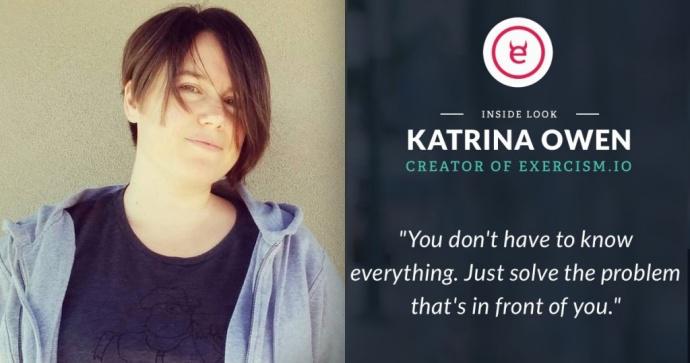 INSIDE LOOK
KATRINA OWEN
CREATOR OF EXERCISM.IO
"You don't have to know
everything. Just solve the problem
that's in front of you."